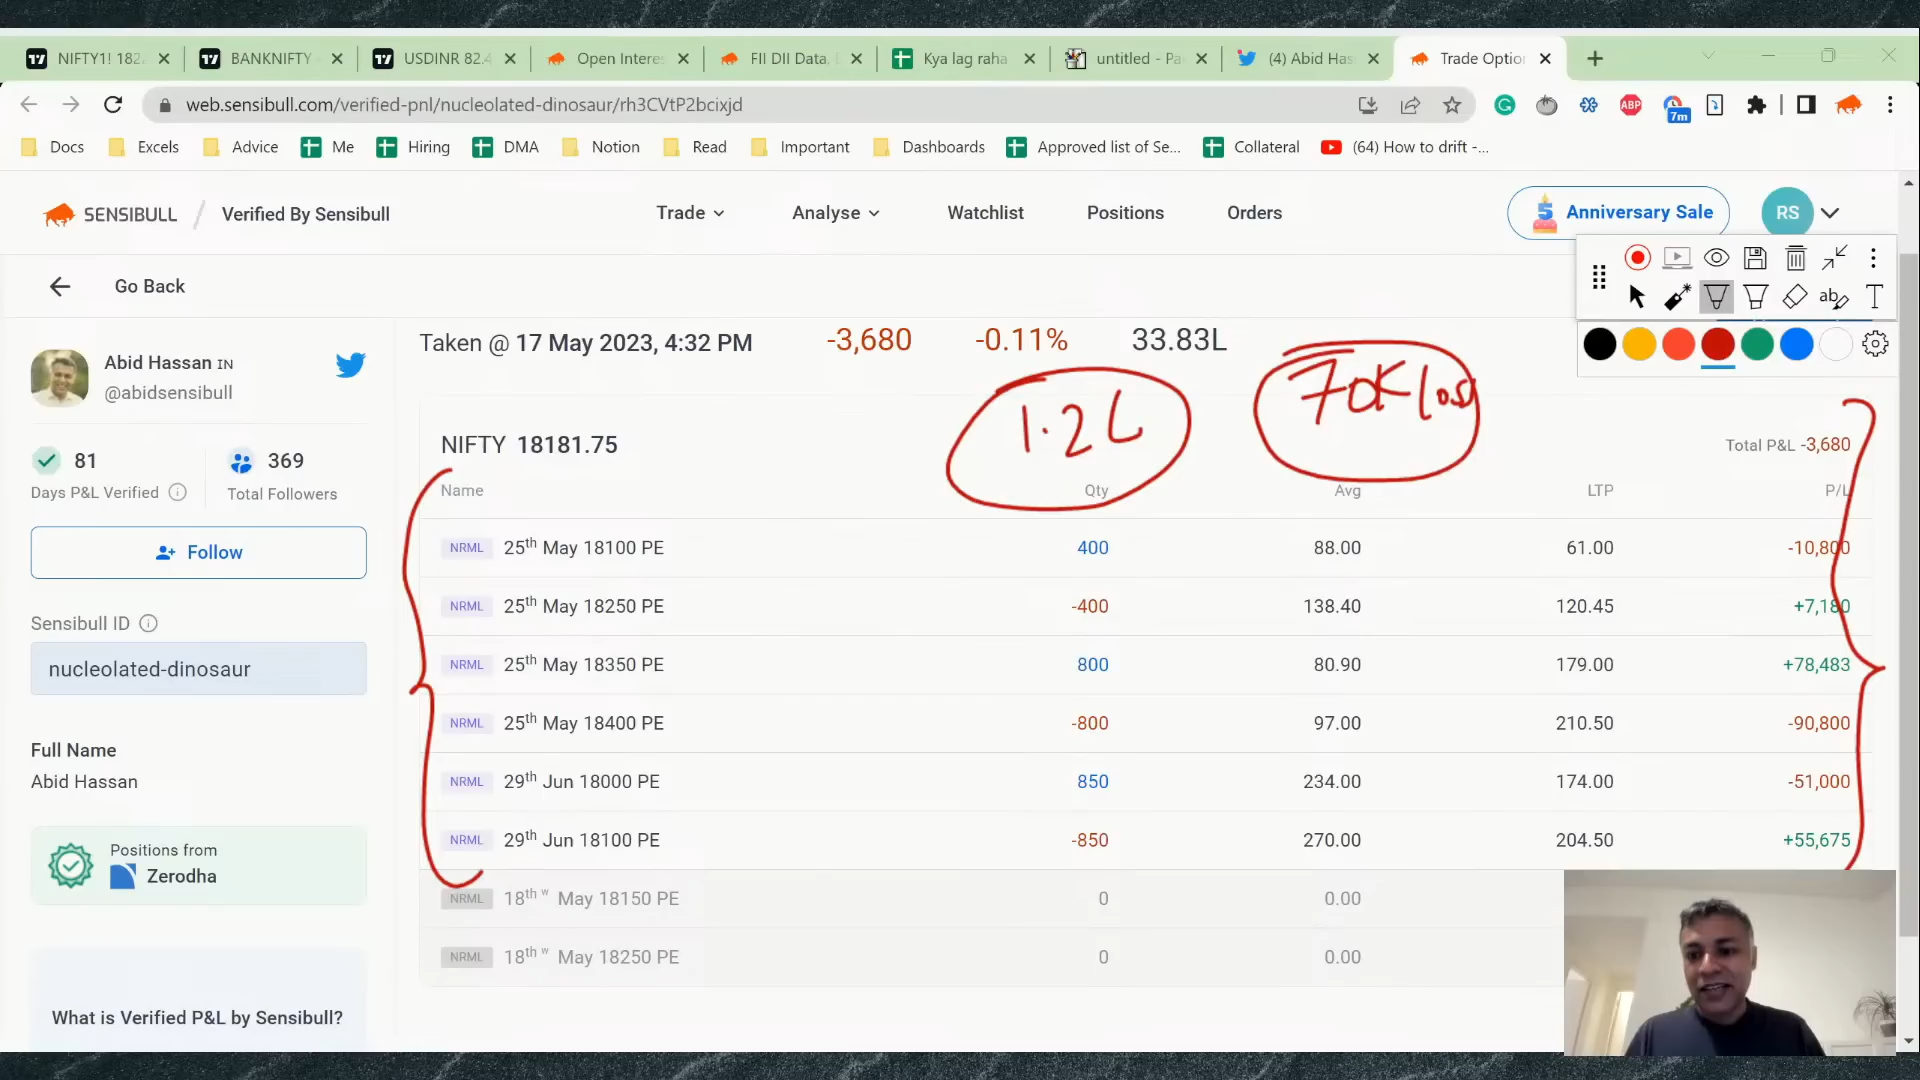 NIFTY1! 182
BANKNIFTY
USDINR 82.4
Open Interes
FII DII Data,
Kya lag raha
untitled - Pa
(4) Abid Has
Trade Option
web.sensibull.com/verified-pnl/nucleolated-dinosaur/rh3CVtP2bcixjd
ABP
7m
Docs
Excels
Advice
Me
Hiring
DMA
Notion
Read
Important
Dashboards
Approved list of Se...
Collateral
(64) How to drift -...
SENSIBULL
Verified By Sensibull
Trade
Analyse
Watchlist
Positions
Orders
5
Anniversary Sale
RS
Go Back
Abid Hassan IN
@abidsensibull
81
Days P&L Verified
369
Total Followers
Follow
Sensibull ID
nucleolated-dinosaur
Full Name
Abid Hassan
Positions from
Zerodha
What is Verified P&L by Sensibull?
Taken @ 17 May 2023, 4:32 PM -3,680 -0.11% 33.83L
1.2L
70K loss
NIFTY 18181.75 Total P&L -3,680
Name Qty Avg LTP P/L
NRML 25th May 18100 PE 400 88.00 61.00 -10,800
NRML 25th May 18250 PE -400 138.40 120.45 +7,180
NRML 25th May 18350 PE 800 80.90 179.00 +78,483
NRML 25th May 18400 PE -800 97.00 210.50 -90,800
NRML 29th Jun 18000 PE 850 234.00 174.00 -51,000
NRML 29th Jun 18100 PE -850 270.00 204.50 +55,675
NRML 18th w May 18150 PE 0 0.00
NRML 18th w May 18250 PE 0 0.00
ab
T